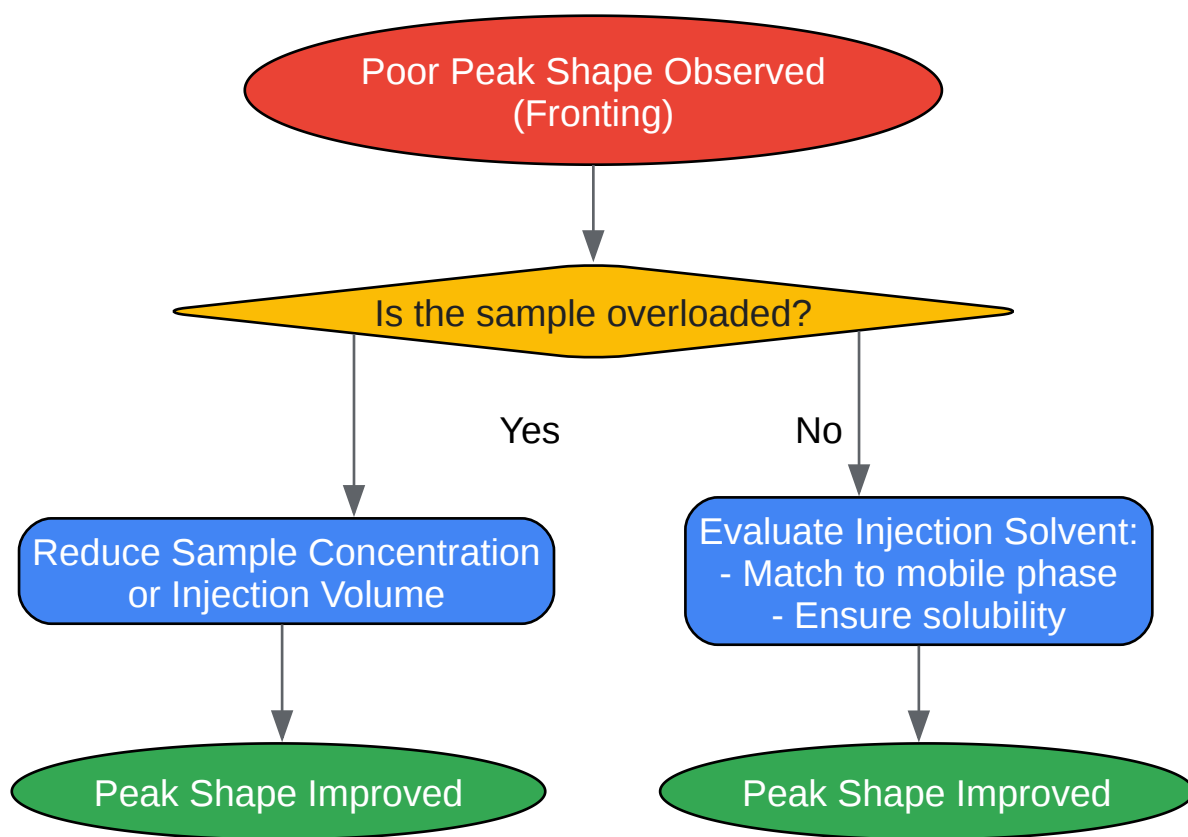 Poor Peak Shape Observed
(Fronting)
Is the sample overloaded?
Yes
No
Reduce Sample Concentration
or Injection Volume
Evaluate Injection Solvent:
- Match to mobile phase
- Ensure solubility
Peak Shape Improved
Peak Shape Improved